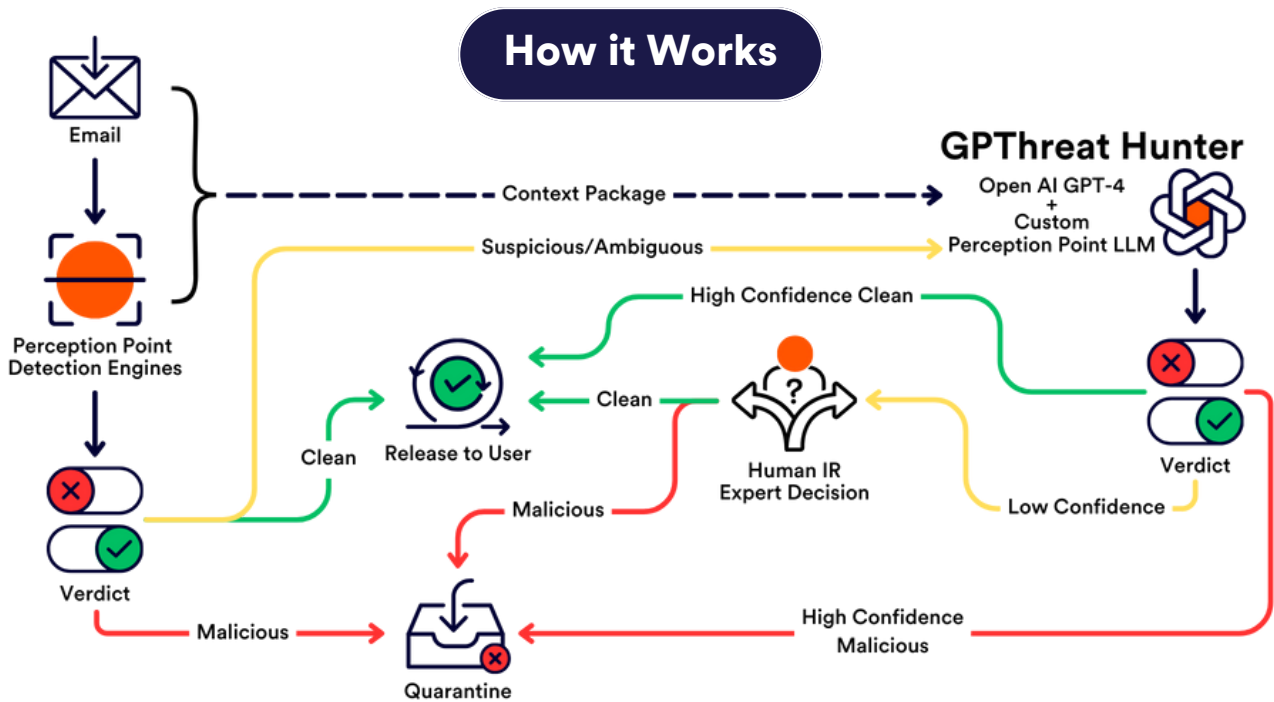 How it Works
Email
GPThreat Hunter
Open AI GPT-4
+
Custom
Perception Point LLM
Context Package
Suspicious/Ambiguous
High Confidence Clean
Perception Point
Detection Engines
Clean
Release to User
Clean
?
Human IR
Expert Decision
Verdict
Low Confidence
Malicious
Verdict
Malicious
High Confidence
Malicious
Quarantine